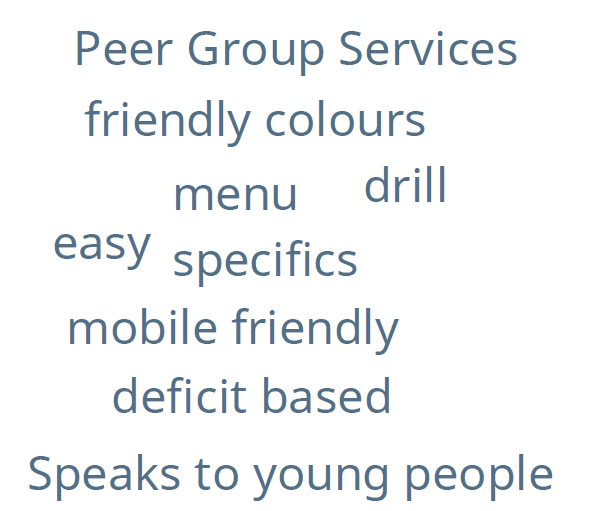 Peer Group Services
friendly colours
menu drill
easy specifics
mobile friendly
deficit based
Speaks to young people